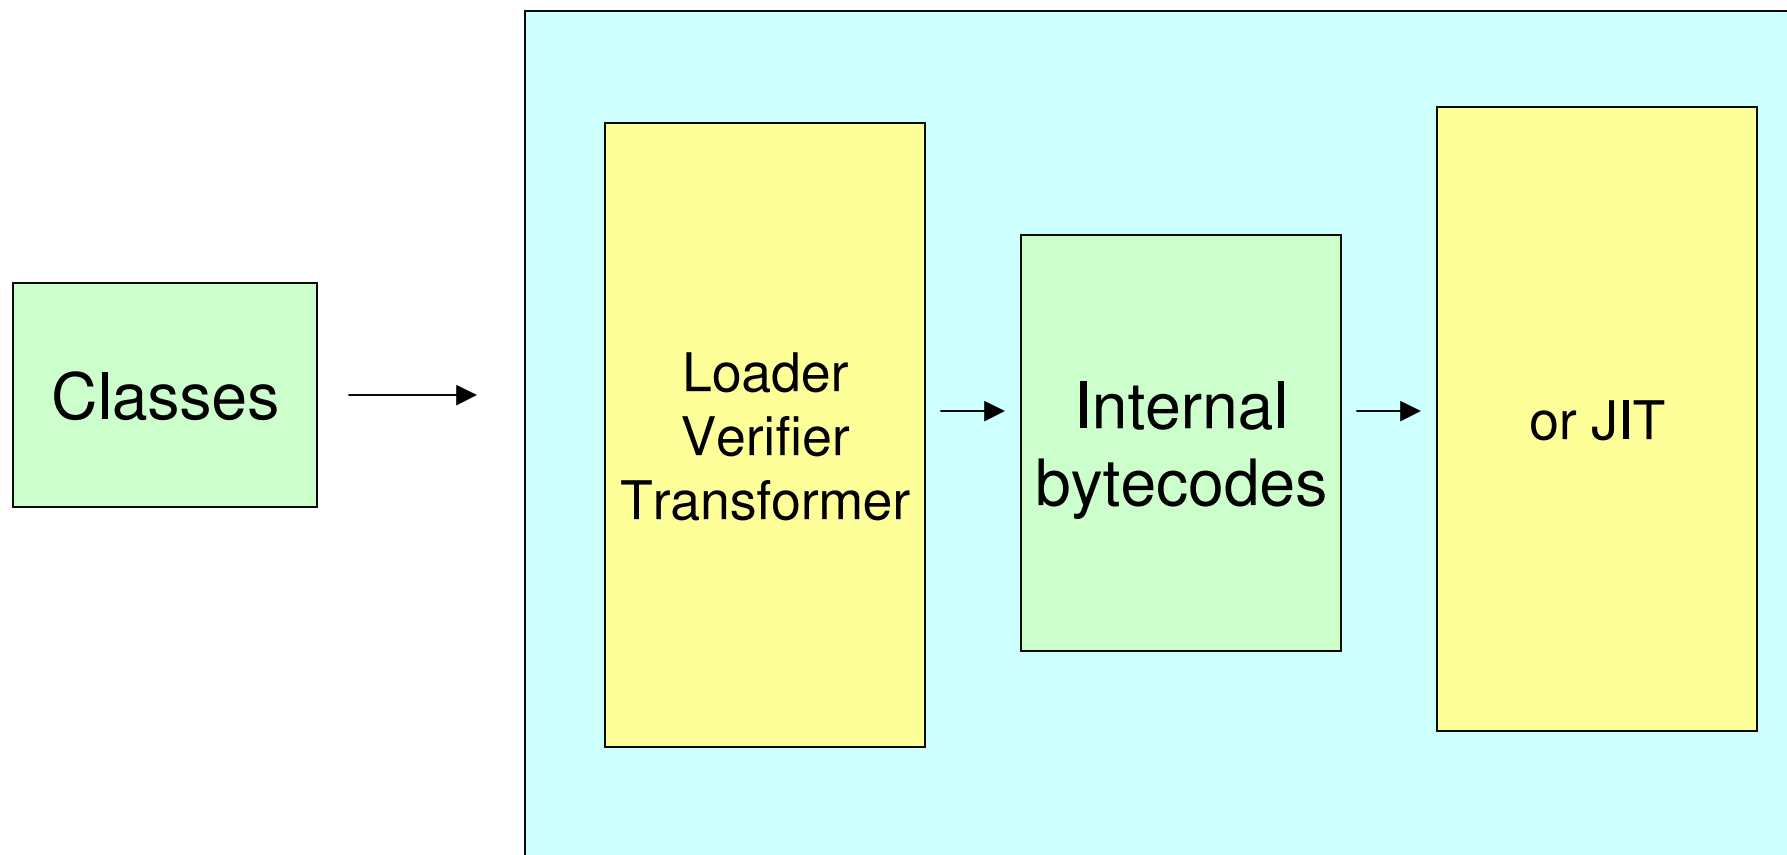 Classes
Loader
Verifier
Transformer
Internal
bytecodes
or JIT